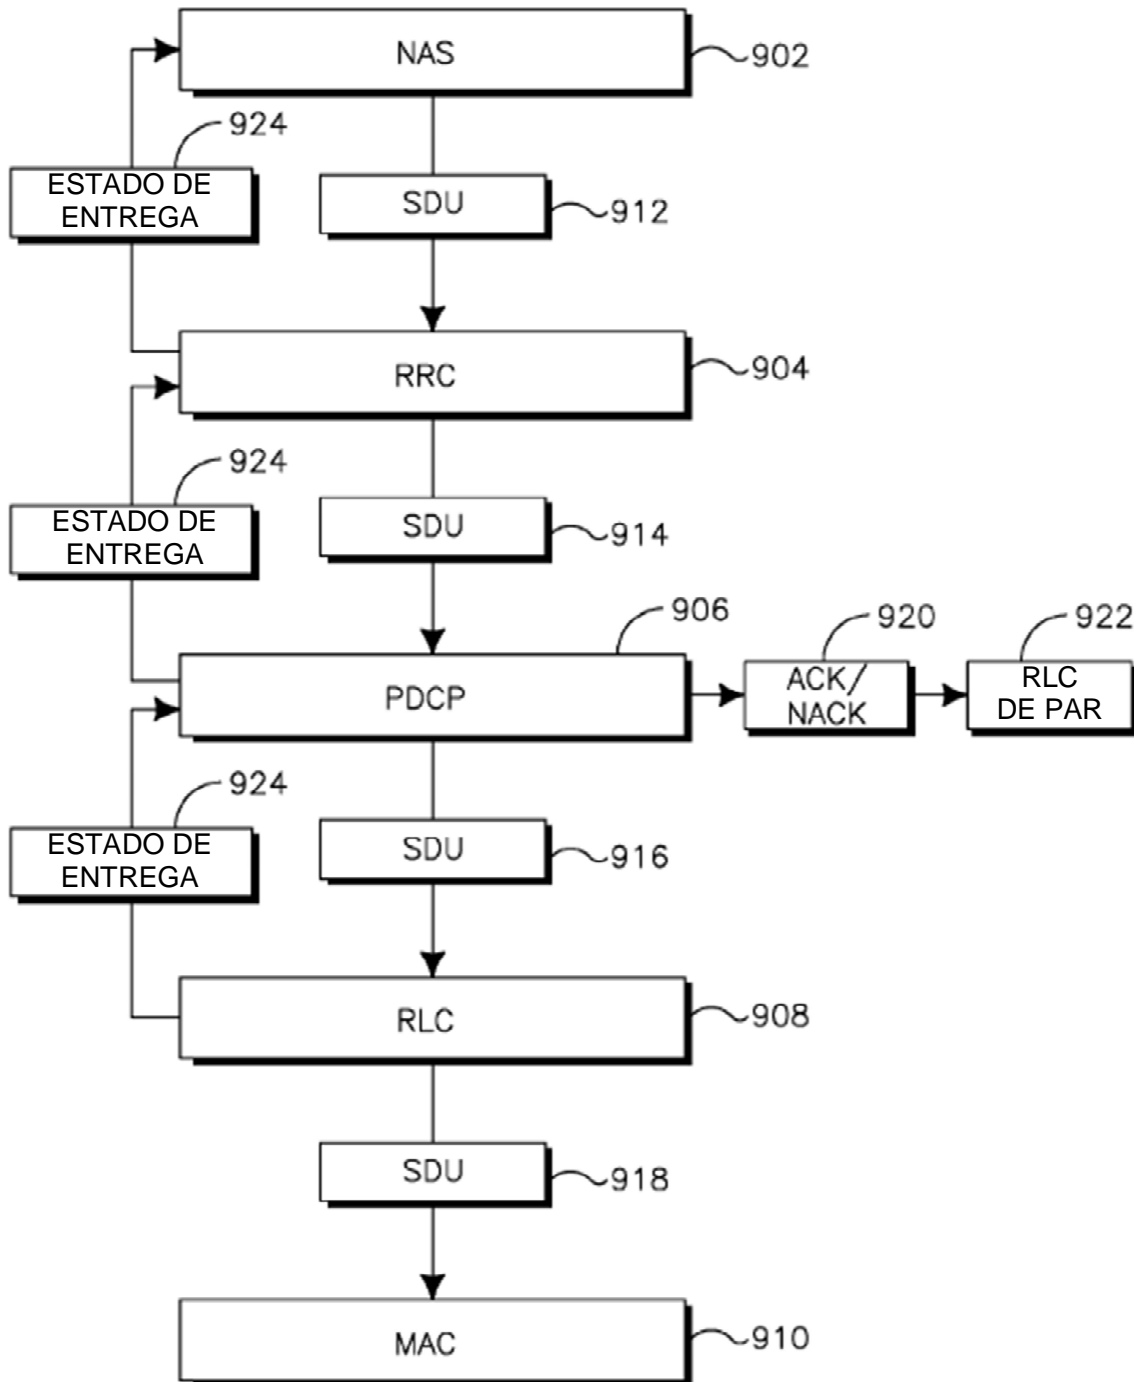 NAS
902
924
ESTADO DE
ENTREGA
SDU
912
RRC
904
924
ESTADO DE
ENTREGA
SDU
914
906
920
922
PDCP
ACK/
NACK
RLC
DE PAR
924
ESTADO DE
ENTREGA
SDU
916
RLC
908
SDU
918
MAC
910